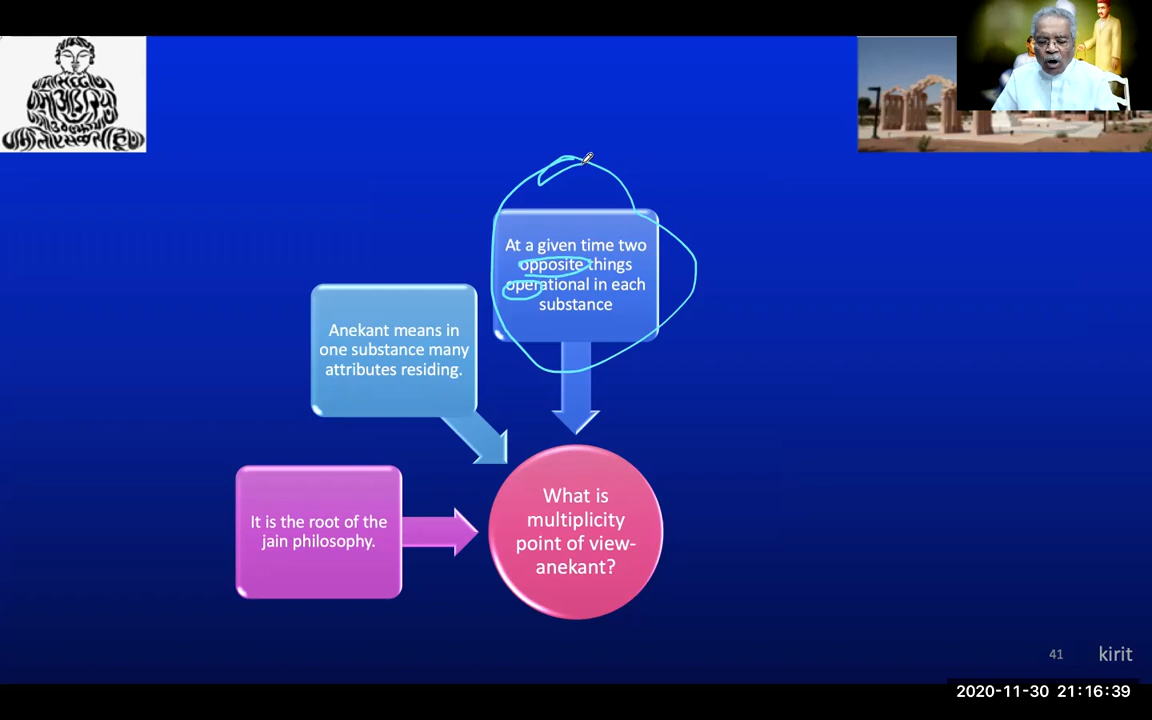 At a given time two
opposite things
operational in each
substance
Anekant means in
one substance many
attributes residing.
It is the root of the
jain philosophy.
What is
multiplicity
point of view-
anekant?
41
kirit
2020-11-30 21:16:39